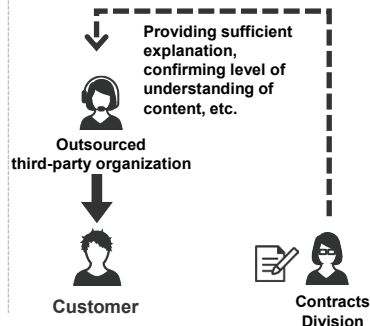 Providing sufficient
explanation,
confirming level of
understanding of
content, etc.
Outsourced
third-party organization
Customer
Contracts
Division